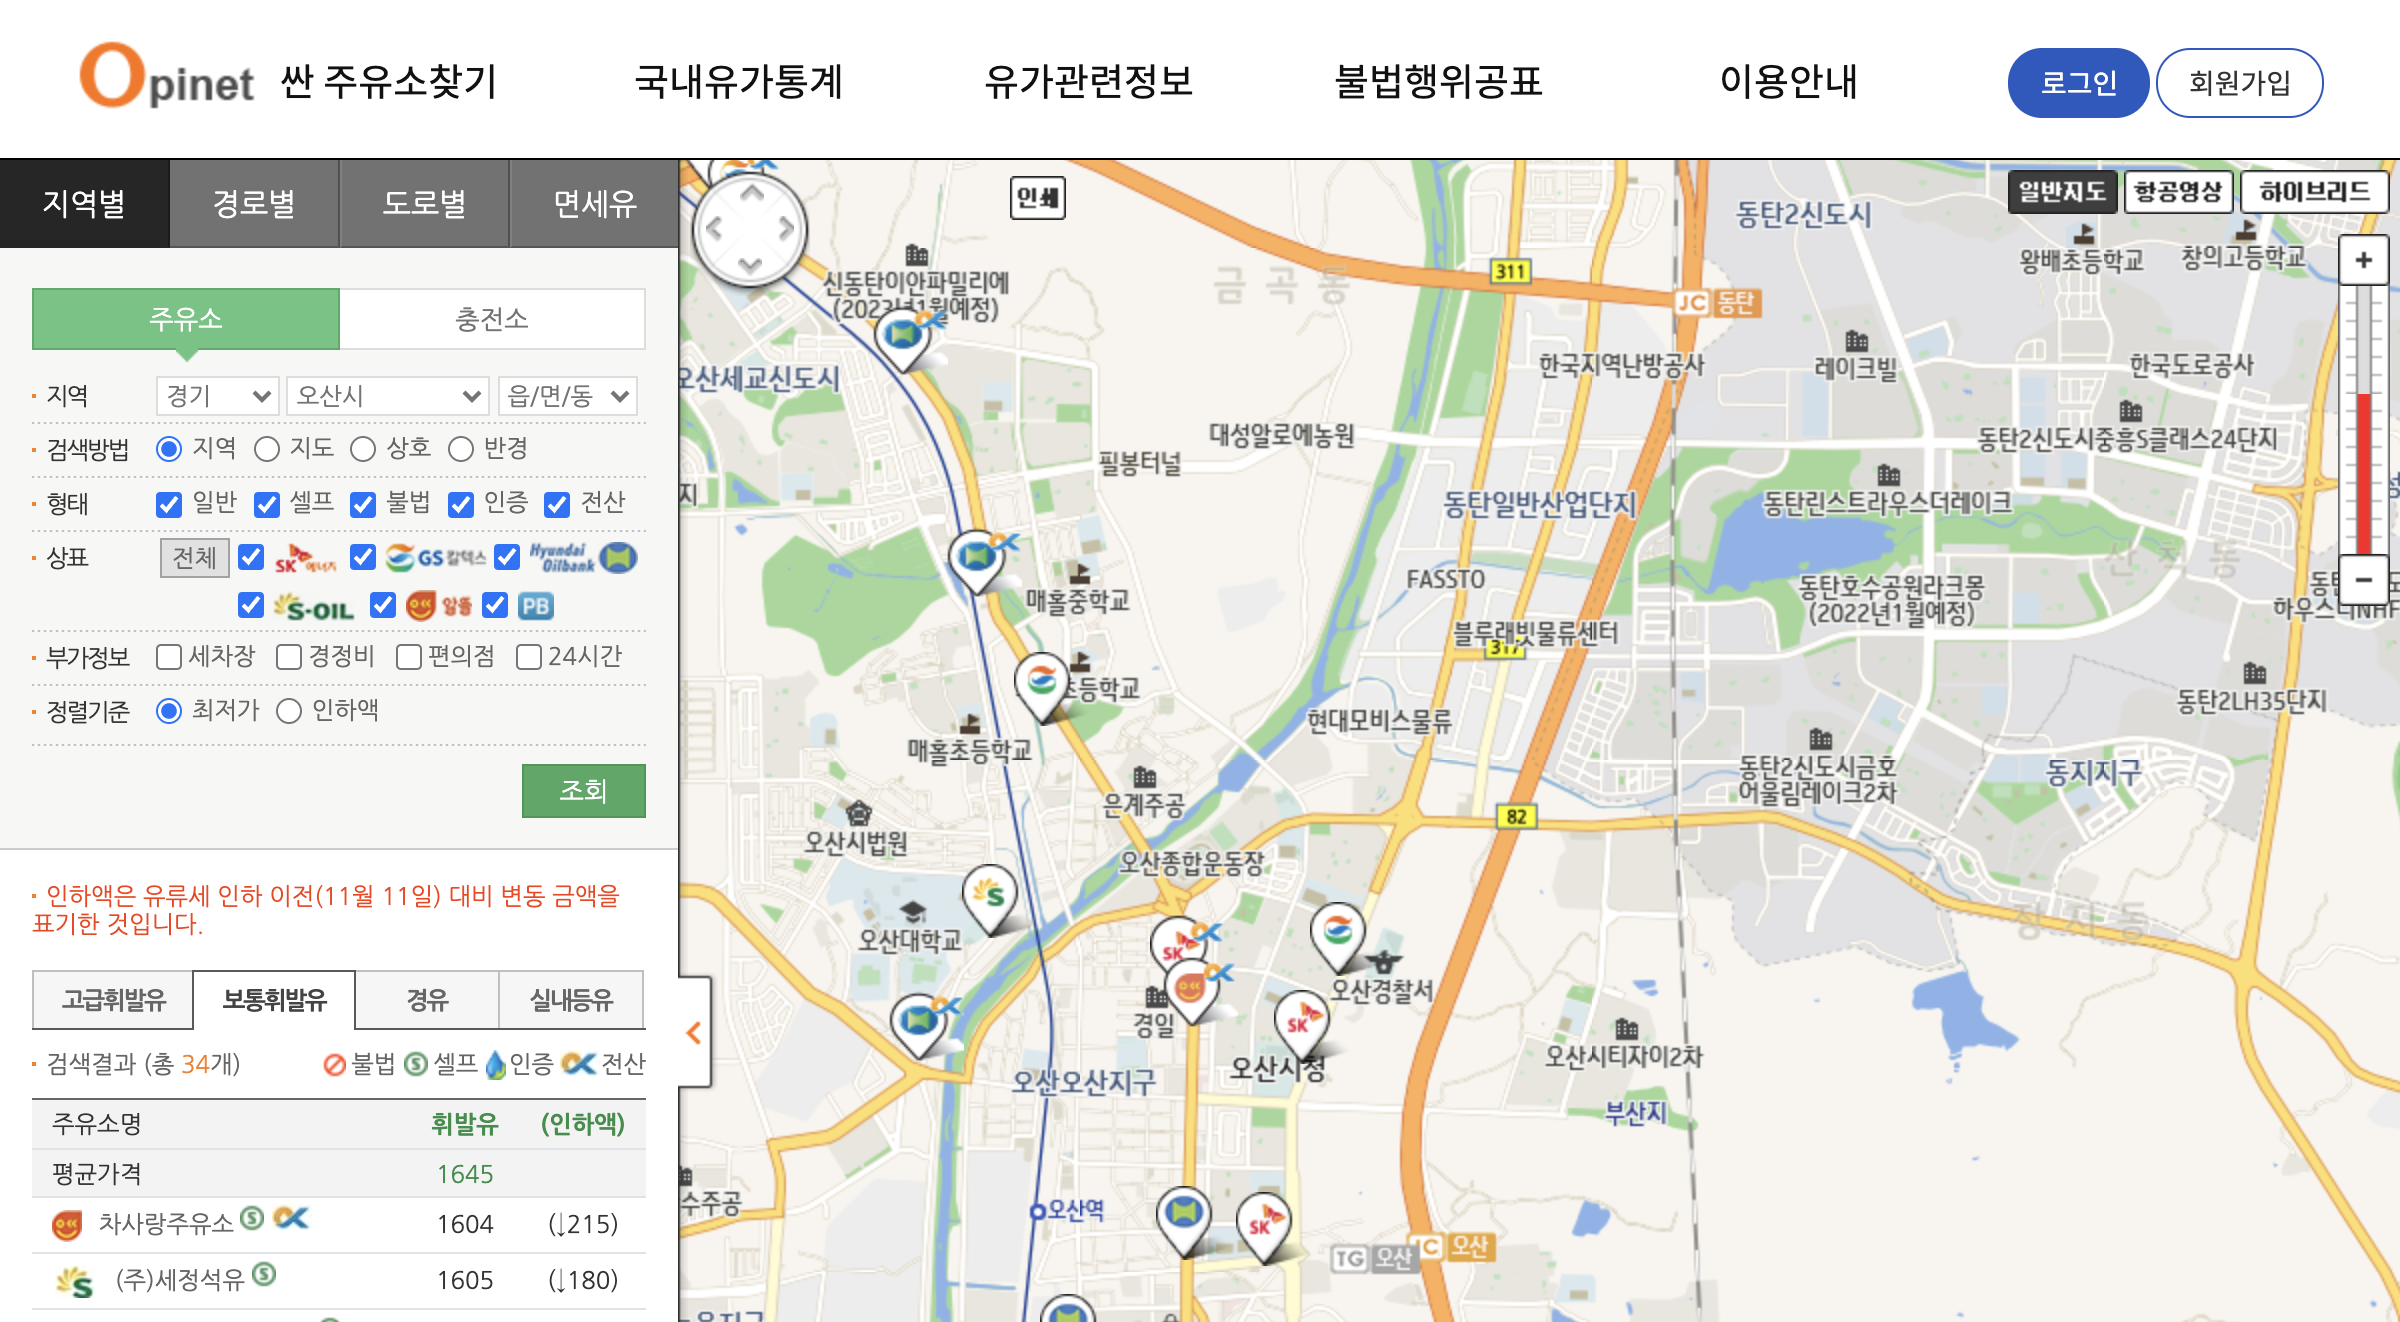 Opinet 싼 주유소찾기 국내유가통계 유가관련정보 불법행위공표 이용안내 로그인 회원가입
지역별 경로별 도로별 면세유
주유소 충전소
지역 경기 오산시 읍/면/동
검색방법 지역 지도 상호 반경
형태 일반 셀프 불법 인증 전산
상표 전체 SK에너지 GS칼텍스 Hyundai Oilbank
S-OIL 알뜰 PB
부가정보 세차장 경정비 편의점 24시간
정렬기준 최저가 인하액
조회
인하액은 유류세 인하 이전(11월 11일) 대비 변동 금액을
표기한 것입니다.
고급휘발유 보통휘발유 경유 실내등유
검색결과 (총 34개) 불법 셀프 인증 전산
주유소명 휘발유 (인하액)
평균가격 1645
차사랑주유소 1604 (↓215)
(주)세정석유 1605 (↓180)
인쇄
일반지도 항공영상 하이브리드
동탄2신도시
왕배초등학교
창의고등학교
신동탄이안파밀리에
(2023년1월예정)
금곡동
311
JC 동탄
오산세교신도시
한국지역난방공사
레이크빌
한국도로공사
대성알로에농원
필봉터널
동탄2신도시중흥S클래스24단지
지
동탄일반산업단지
동탄린스트라우스더레이크
산척동
FASSTO
동탄호수공원라크몽
(2022년1월예정)
매홀중학교
블루래빗물류센터
317
초등학교
동탄2LH35단지
현대모비스물류
매홀초등학교
동탄2신도시금호
어울림레이크2차
동지지구
은계주공
82
오산시법원
오산종합운동장
장지동
오산대학교
SK
오산경찰서
경일
SK
오산시청
오산시티자이2차
오산오산지구
부산지
수주공
오산역
SK
TG 오산
JC 오산